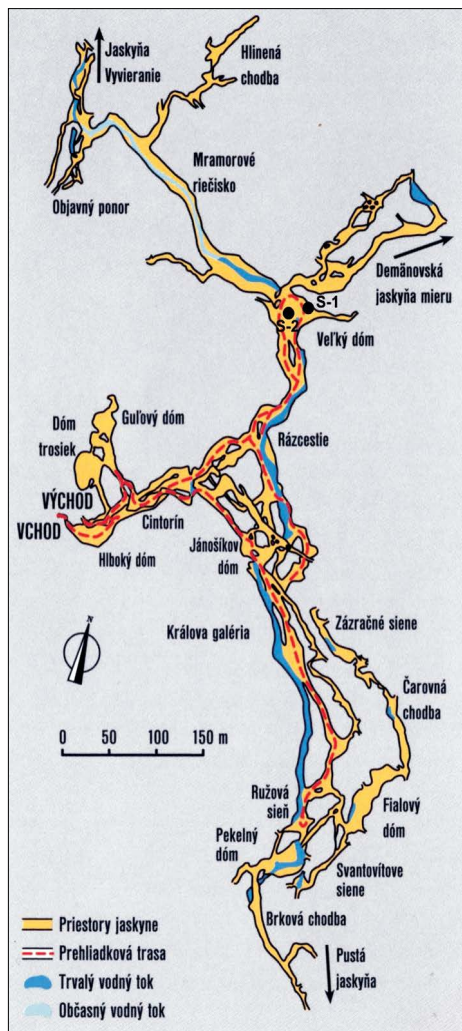 Jaskyňa
Vyvieranie
Hlinená
chodba
Mramorové
riečisko
Objavný ponor
Demänovská
jaskyňa mieru
S-1
S-2
Veľký dóm
Guľový dóm
Dóm
trosiek
Rázcestie
VÝCHOD
VCHOD
Cintorín
Hlboký dóm
Jánošíkov
dóm
Zázračné siene
Kráľova galéria
N
Čarovná
chodba
0 50 100 150 m
Ružová
sieň
Fialový
dóm
Pekelný
dóm
Svantovítove
siene
Brková chodba
Pustá
jaskyňa
Priestory jaskyne
Prehliadková trasa
Trvalý vodný tok
Občasný vodný tok